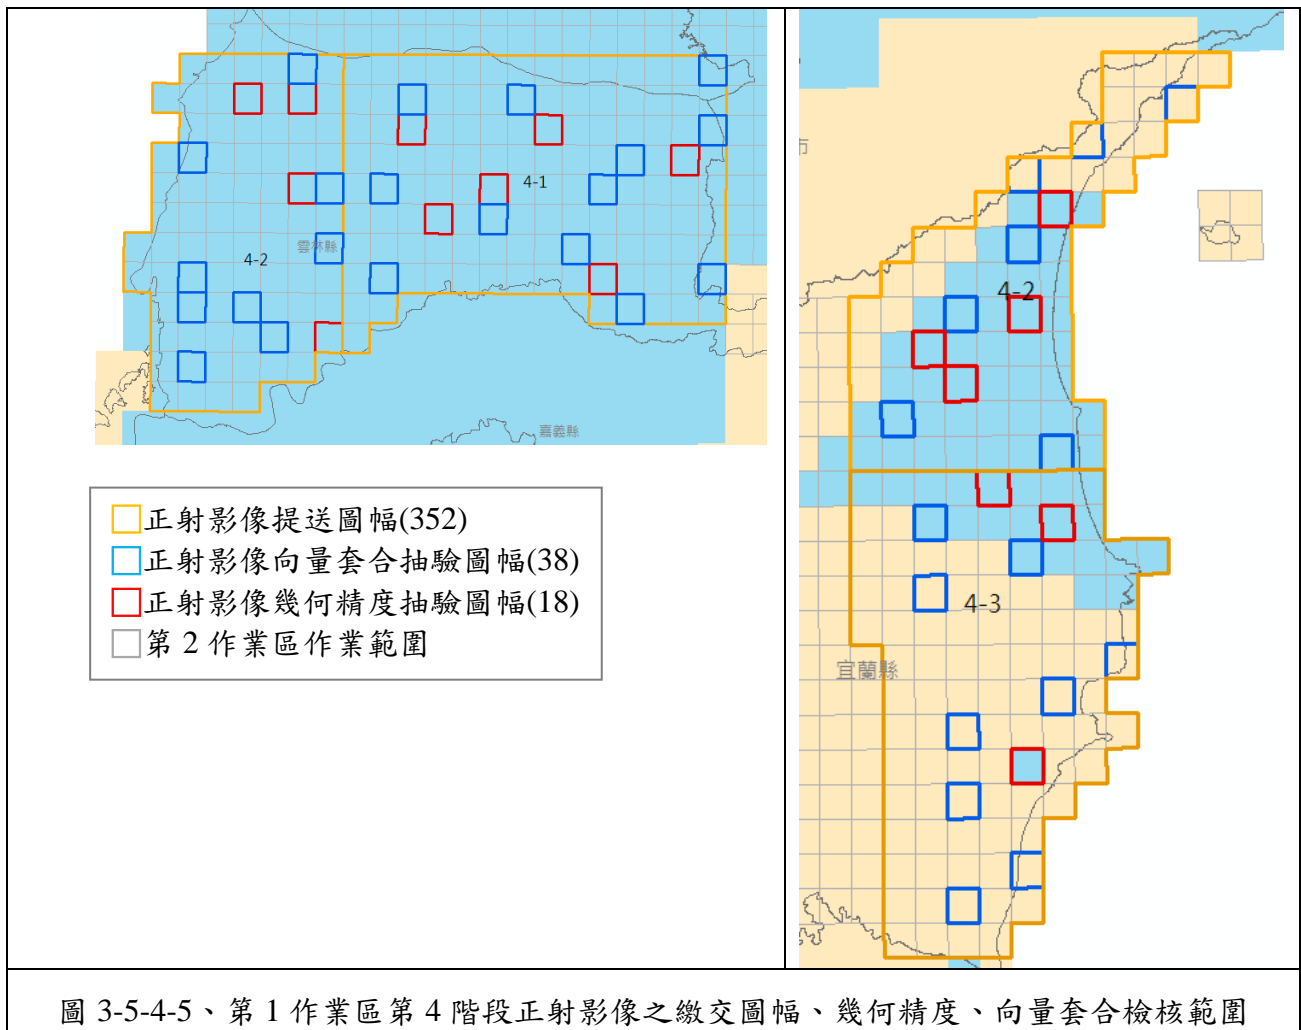 4-1
雲林縣
4-2
嘉義縣
正射影像提送圖幅(352)
正射影像向量套合抽驗圖幅(38)
正射影像幾何精度抽驗圖幅(18)
第 2 作業區作業範圍
市
4-2
4-3
宜蘭縣
圖 3-5-4-5、第 1 作業區第 4 階段正射影像之繳交圖幅、幾何精度、向量套合檢核範圍